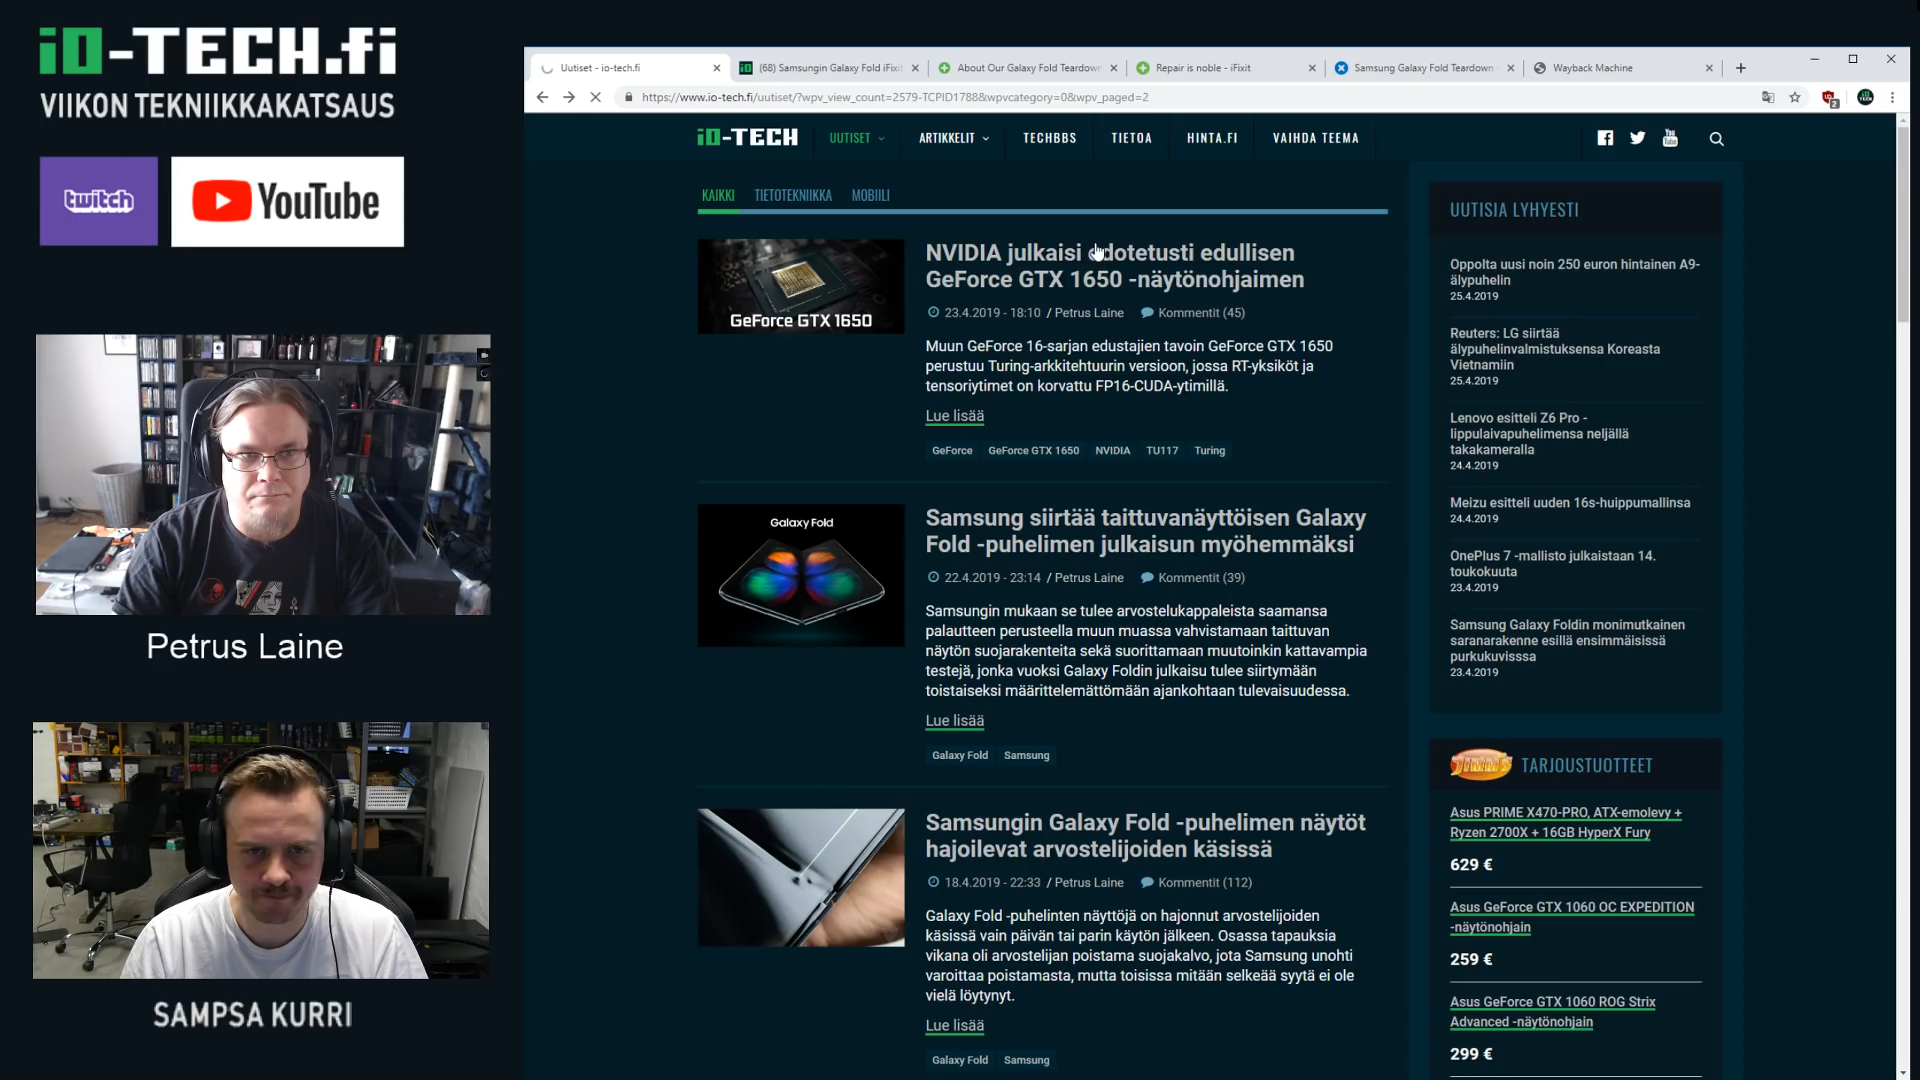 iO-TECH.fi
VIIKON TEKNIIKKAKATSAUS
twitch
YouTube
Petrus Laine
SAMPSA KURRI
Uutiset - io-tech.fi
(68) Samsungin Galaxy Fold iFixit
About Our Galaxy Fold Teardown
Repair is noble - iFixit
Samsung Galaxy Fold Teardown
Wayback Machine
https://www.io-tech.fi/uutiset/?wpv_view_count=2579-TCPID1788&wpvcategory=0&wpv_paged=2
iO-TECH
UUTISET
ARTIKKELIT
TECHBBS
TIETOA
HINTA.FI
VAIHDA TEEMA
KAIKKI
TIETOTEKNIIKKA
MOBIILI
GeForce GTX 1650
NVIDIA julkaisi odotetusti edullisen
GeForce GTX 1650 -näytönohjaimen
23.4.2019 - 18:10 / Petrus Laine Kommentit (45)
Muun GeForce 16-sarjan edustajien tavoin GeForce GTX 1650
perustuu Turing-arkkitehtuurin versioon, jossa RT-yksiköt ja
tensoriytimet on korvattu FP16-CUDA-ytimillä.
Lue lisää
GeForce GeForce GTX 1650 NVIDIA TU117 Turing
Galaxy Fold
Samsung siirtää taittuvanäyttöisen Galaxy
Fold -puhelimen julkaisun myöhemmäksi
22.4.2019 - 23:14 / Petrus Laine Kommentit (39)
Samsungin mukaan se tulee arvostelukappaleista saamansa
palautteen perusteella muun muassa vahvistamaan taittuvan
näytön suojarakenteita sekä suorittamaan muutoinkin kattavampia
testejä, jonka vuoksi Galaxy Foldin julkaisu tulee siirtymään
toistaiseksi määrittelemättömään ajankohtaan tulevaisuudessa.
Lue lisää
Galaxy Fold Samsung
Samsungin Galaxy Fold -puhelimen näytöt
hajoilevat arvostelijoiden käsissä
18.4.2019 - 22:33 / Petrus Laine Kommentit (112)
Galaxy Fold -puhelinten näyttöjä on hajonnut arvostelijoiden
käsissä vain päivän tai parin käytön jälkeen. Osassa tapauksia
vikana oli arvostelijan poistama suojakalvo, jota Samsung unohti
varoittaa poistamasta, mutta toisissa mitään selkeää syytä ei ole
vielä löytynyt.
Lue lisää
Galaxy Fold Samsung
UUTISIA LYHYESTI
Oppolta uusi noin 250 euron hintainen A9-
älypuhelin
25.4.2019
Reuters: LG siirtää
älypuhelinvalmistuksensa Koreasta
Vietnamiin
25.4.2019
Lenovo esitteli Z6 Pro -
lippulaivapuhelimensa neljällä
takakameralla
24.4.2019
Meizu esitteli uuden 16s-huippumallinsa
24.4.2019
OnePlus 7 -mallisto julkaistaan 14.
toukokuuta
23.4.2019
Samsung Galaxy Foldin monimutkainen
saranarakenne esillä ensimmäisissä
purkukuvisssa
23.4.2019
JIMM'S
TARJOUSTUOTTEET
Asus PRIME X470-PRO, ATX-emolevy +
Ryzen 2700X + 16GB HyperX Fury
629 €
Asus GeForce GTX 1060 OC EXPEDITION
-näytönohjain
259 €
Asus GeForce GTX 1060 ROG Strix
Advanced -näytönohjain
299 €